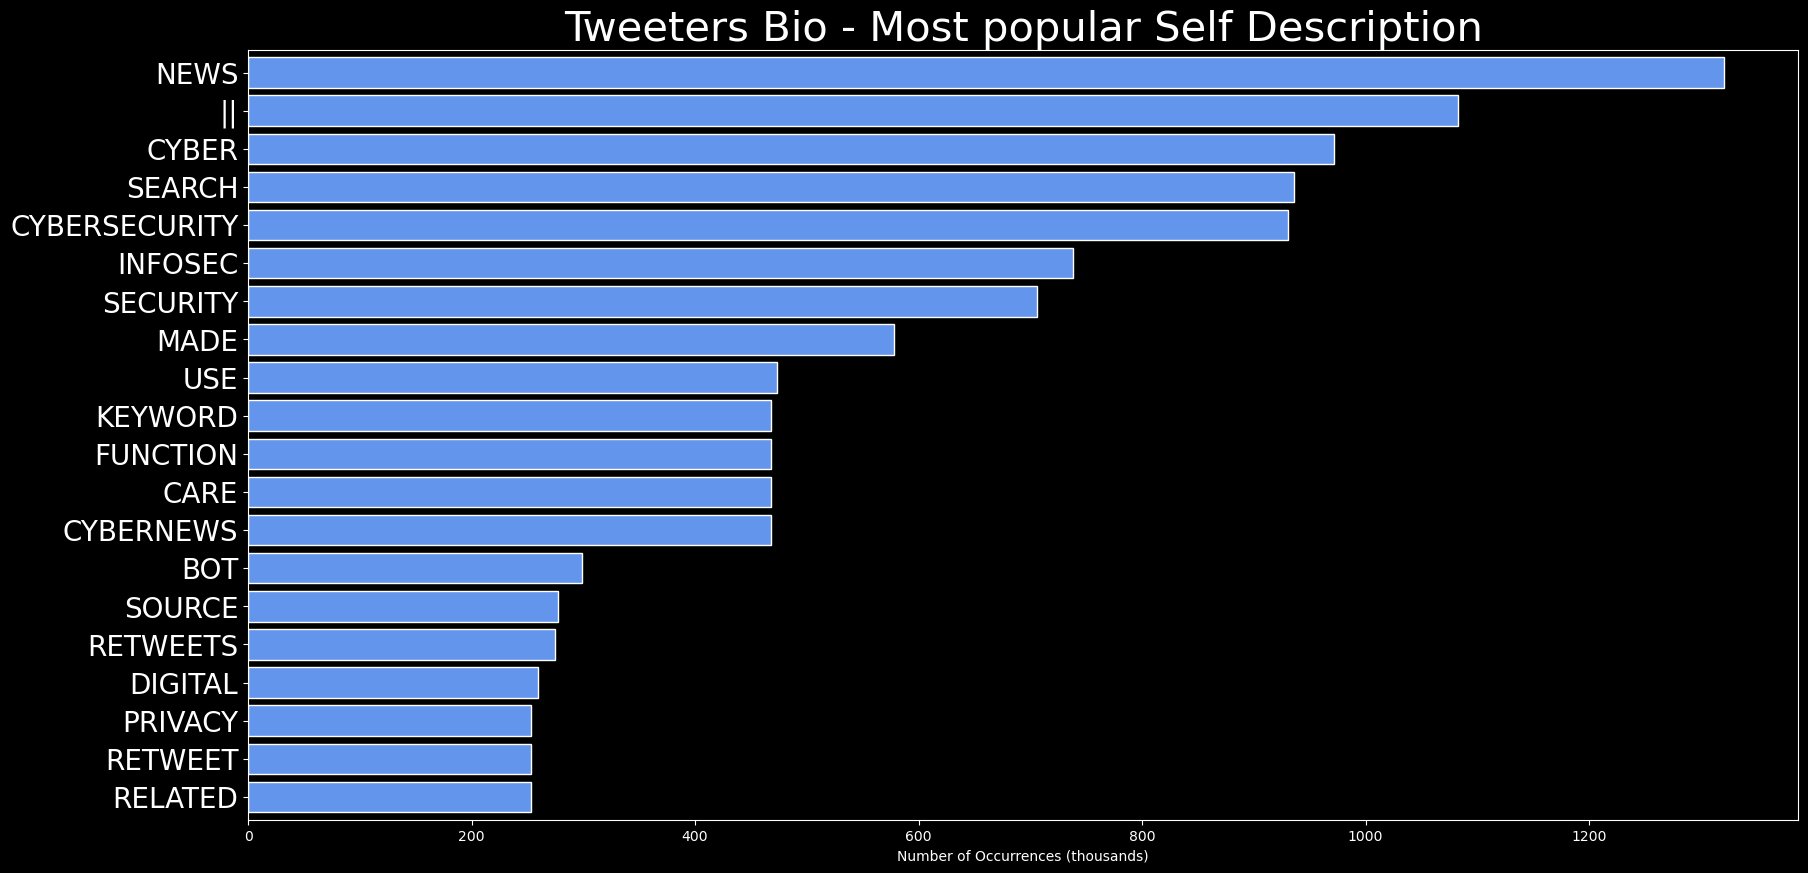 Tweeters Bio - Most popular Self Description
NEWS
||
CYBER
SEARCH
CYBERSECURITY
INFOSEC
SECURITY
MADE
USE
KEYWORD
FUNCTION
CARE
CYBERNEWS
BOT
SOURCE
RETWEETS
DIGITAL
PRIVACY
RETWEET
RELATED
0 200 400 600 800 1000 1200
Number of Occurrences (thousands)